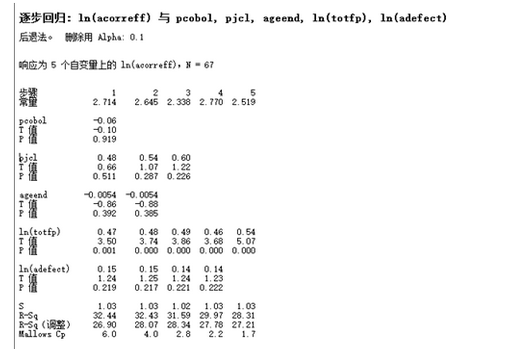 逐步回归: ln(acorreff) 与 pcobol, pjcl, ageend, ln(totfp), ln(adefect)
后退法。 删除用 Alpha: 0.1
响应为 5 个自变量上的 ln(acorreff)，N = 67
步骤 1 2 3 4 5
常量 2.714 2.645 2.338 2.770 2.519
pcobol -0.06
T 值 -0.10
P 值 0.919
pjcl 0.48 0.54 0.60
T 值 0.66 1.07 1.22
P 值 0.511 0.287 0.226
ageend -0.0054 -0.0054
T 值 -0.86 -0.88
P 值 0.392 0.385
ln(totfp) 0.47 0.48 0.49 0.46 0.54
T 值 3.50 3.74 3.86 3.68 5.07
P 值 0.001 0.000 0.000 0.000 0.000
ln(adefect) 0.15 0.15 0.14 0.14
T 值 1.24 1.25 1.24 1.23
P 值 0.219 0.217 0.221 0.222
S 1.03 1.03 1.02 1.03 1.03
R-Sq 32.44 32.43 31.59 29.97 28.31
R-Sq（调整） 26.90 28.07 28.34 27.78 27.21
Mallows Cp 6.0 4.0 2.8 2.2 1.7